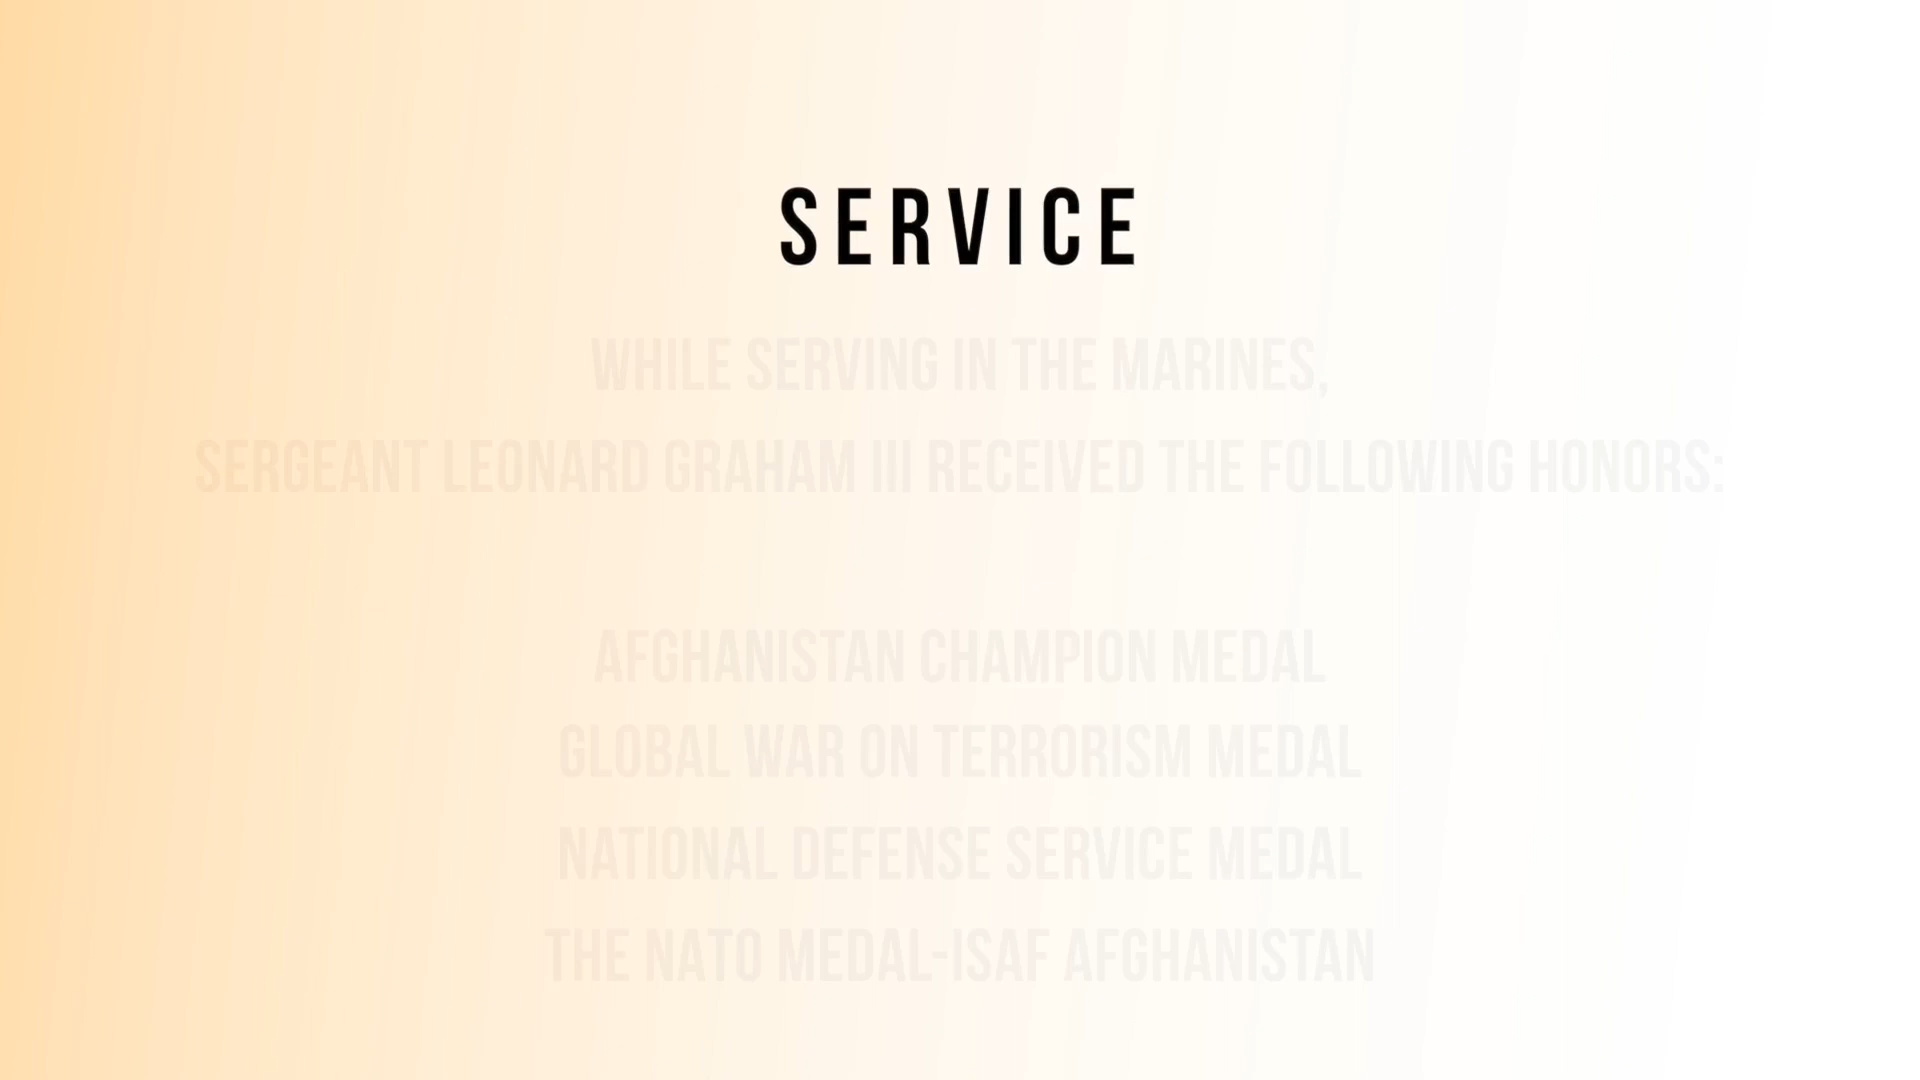 SERVICE
WHILE SERVING IN THE MARINES,
SERGEANT LEONARD GRAHAM III RECEIVED THE FOLLOWING HONORS:
AFGHANISTAN CHAMPION MEDAL
GLOBAL WAR ON TERRORISM MEDAL
NATIONAL DEFENSE SERVICE MEDAL
THE NATO MEDAL-ISAF AFGHANISTAN